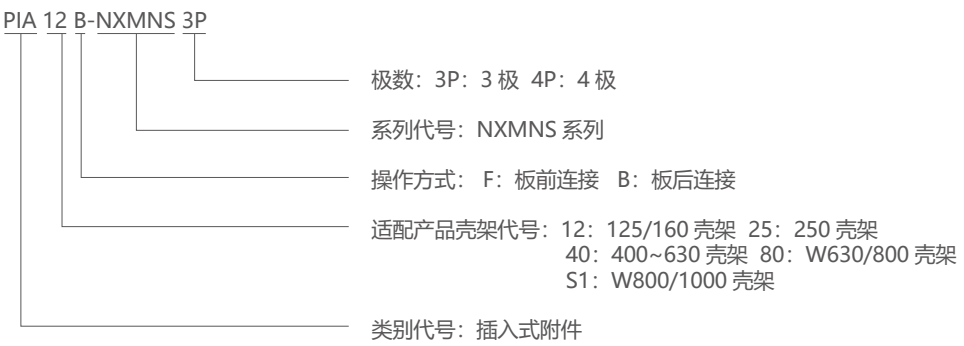 PIA 12 B-NXMNS 3P
极数：3P：3 极 4P：4 极
系列代号：NXMNS 系列
操作方式： F：板前连接 B：板后连接
适配产品壳架代号：12：125/160 壳架 25：250 壳架
40：400~630 壳架 80：W630/800 壳架
S1：W800/1000 壳架
类别代号：插入式附件